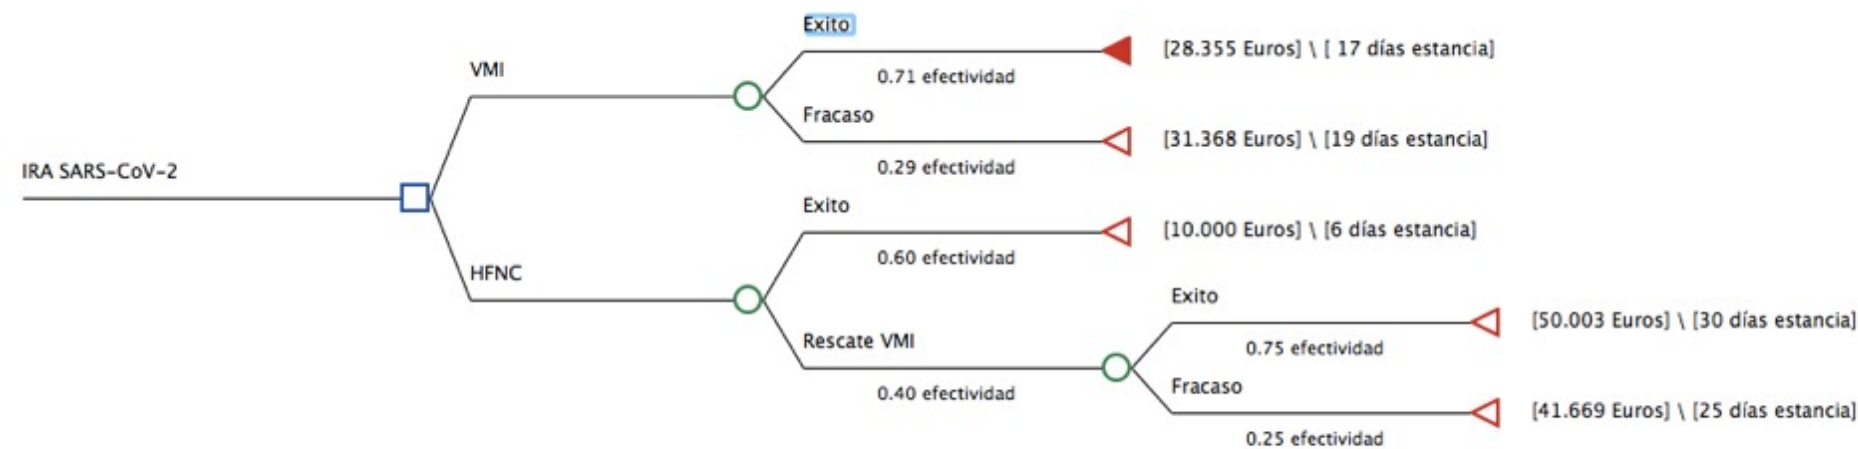 Exito
[28.355 Euros] \ [ 17 días estancia]
VMI
0.71 efectividad
Fracaso
[31.368 Euros] \ [19 días estancia]
0.29 efectividad
IRA SARS-CoV-2
Exito
[10.000 Euros] \ [6 días estancia]
0.60 efectividad
HFNC
Exito
[50.003 Euros] \ [30 días estancia]
Rescate VMI
0.75 efectividad
0.40 efectividad
Fracaso
[41.669 Euros] \ [25 días estancia]
0.25 efectividad